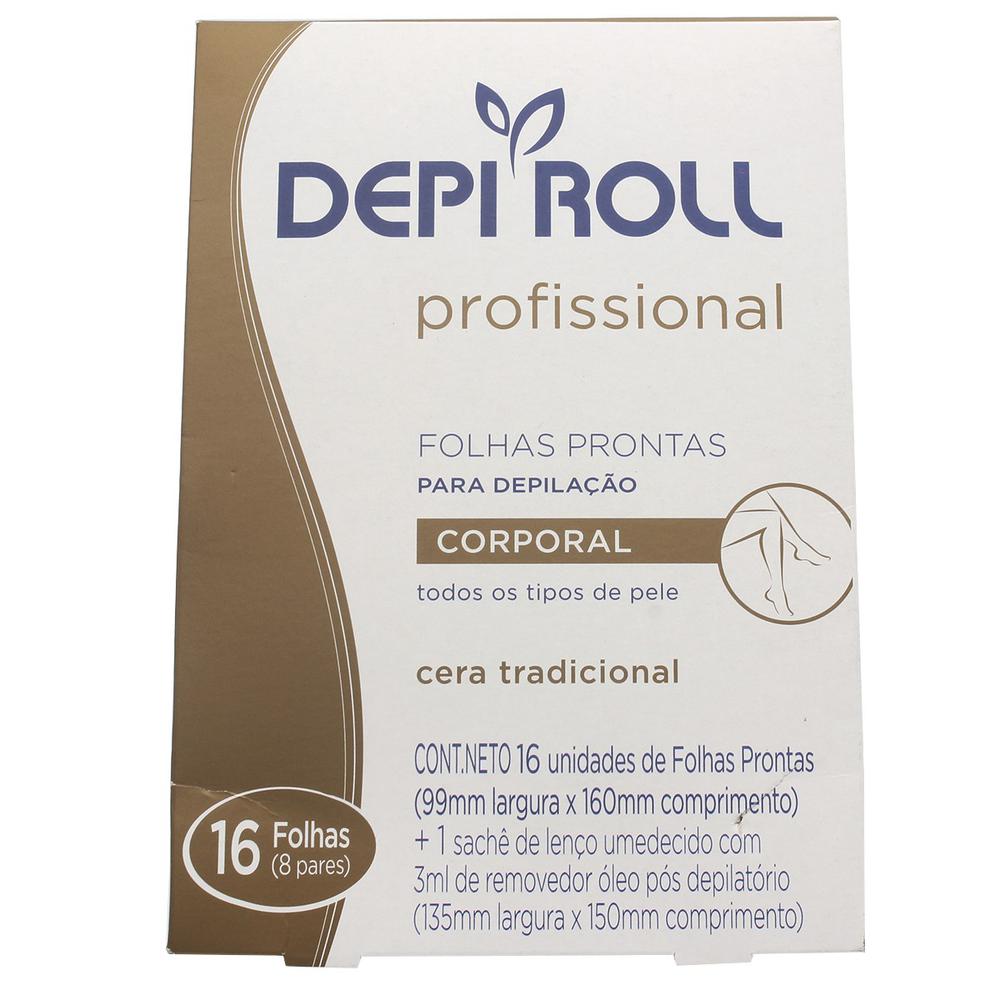 DEPI ROLL
profissional
FOLHAS PRONTAS
PARA DEPILAÇÃO
CORPORAL
todos os tipos de pele
cera tradicional
CONT.NETO 16 unidades de Folhas Prontas
(99mm largura x 160mm comprimento)
+ 1 sachê de lenço umedecido com
3ml de removedor óleo pós depilatório
(135mm largura x 150mm comprimento)
16 Folhas
(8 pares)